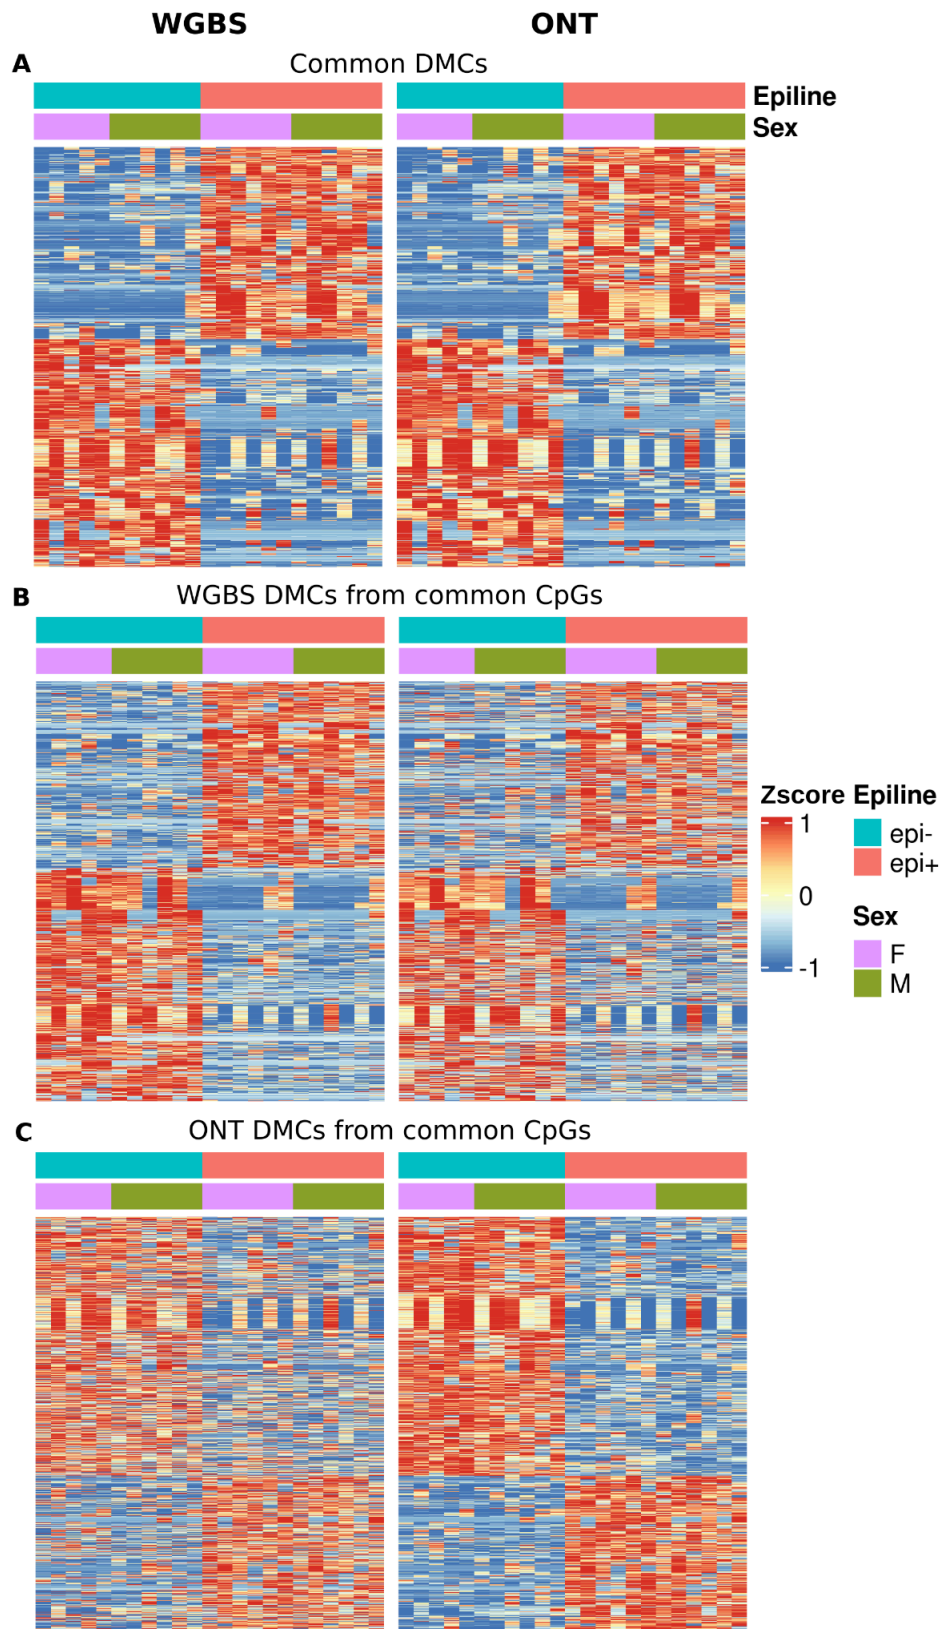 WGBS ONT
A Common DMCs
Epiline
Sex
B WGBS DMCs from common CpGs
Zscore Epiline
1 epi-
epi+
0
Sex
F
-1 M
C ONT DMCs from common CpGs